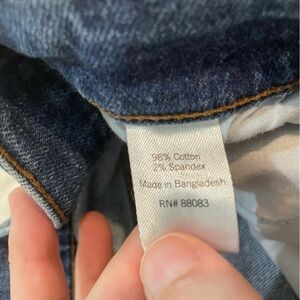 98% Cotton
2% Spandex
Made in Bangladesh
RN# 88083